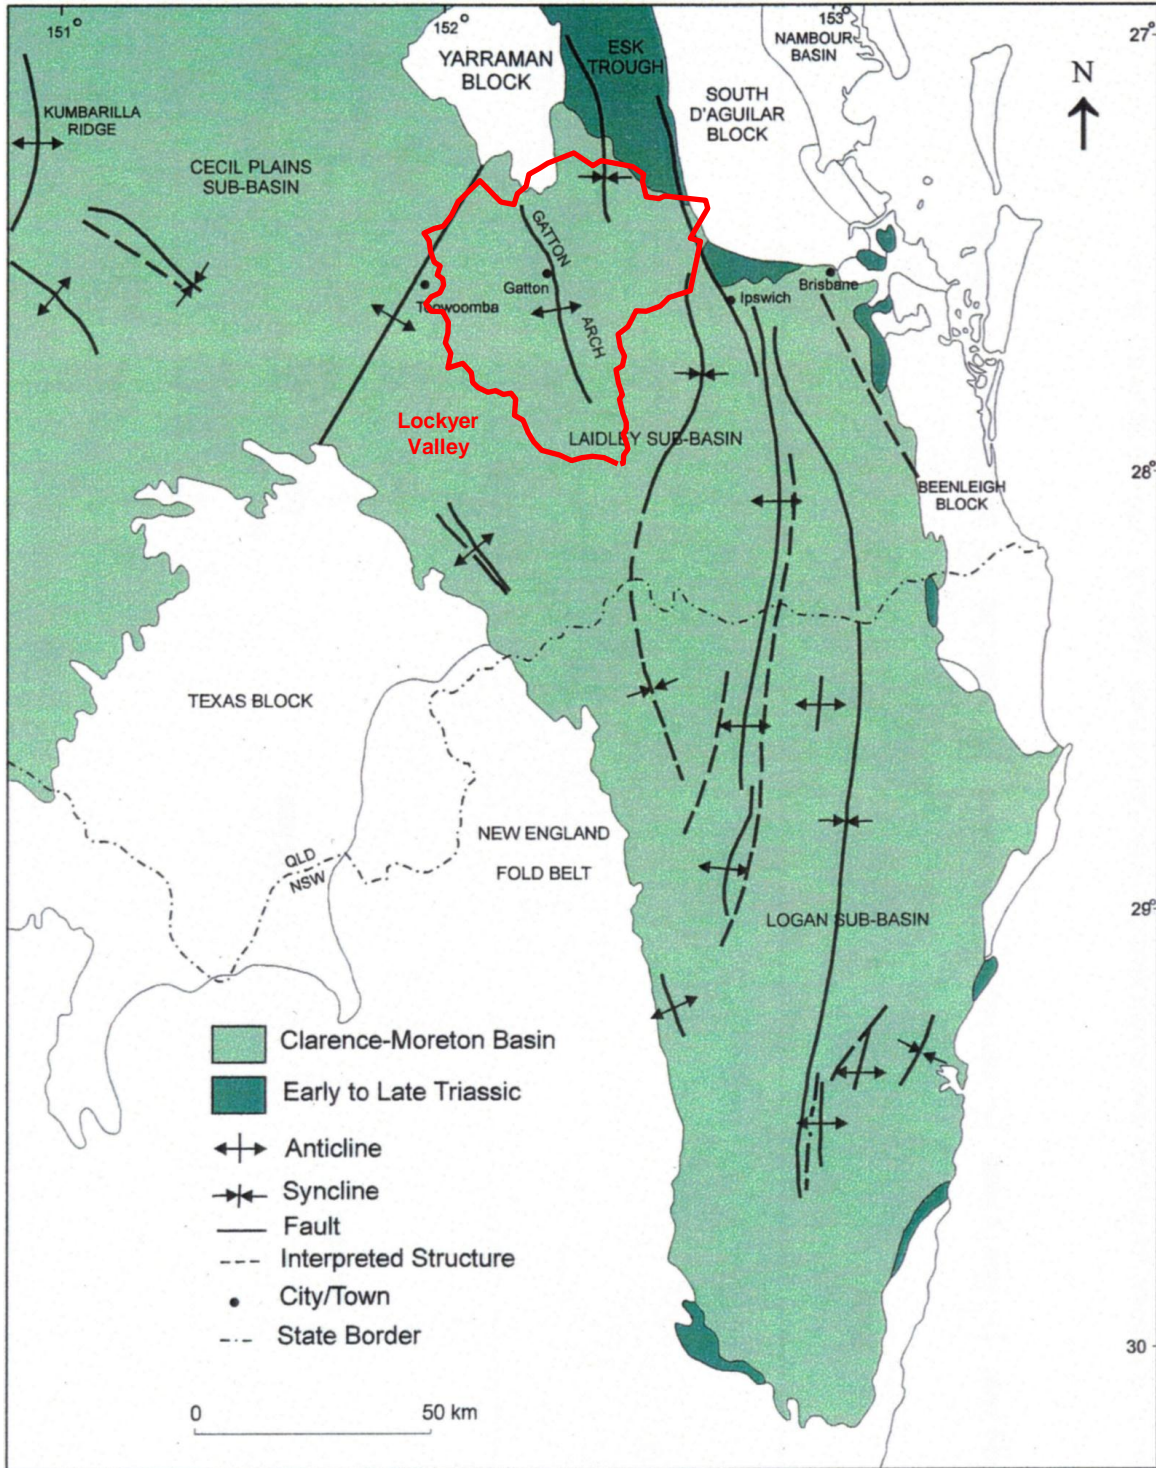 151°
152°
153°
27°
YARRAMAN
BLOCK
ESK
TROUGH
NAMBOUR
BASIN
SOUTH
D'AGUILAR
BLOCK
N
KUMBARILLA
RIDGE
CECIL PLAINS
SUB-BASIN
GATTON
ARCH
Gatton
Toowoomba
Ipswich
Brisbane
Lockyer
Valley
LAIDLEY SUB-BASIN
28°
BEENLEIGH
BLOCK
TEXAS BLOCK
QLD
NSW
NEW ENGLAND
FOLD BELT
LOGAN SUB-BASIN
29°
Clarence-Moreton Basin
Early to Late Triassic
Anticline
Syncline
Fault
Interpreted Structure
City/Town
State Border
30
0 50 km